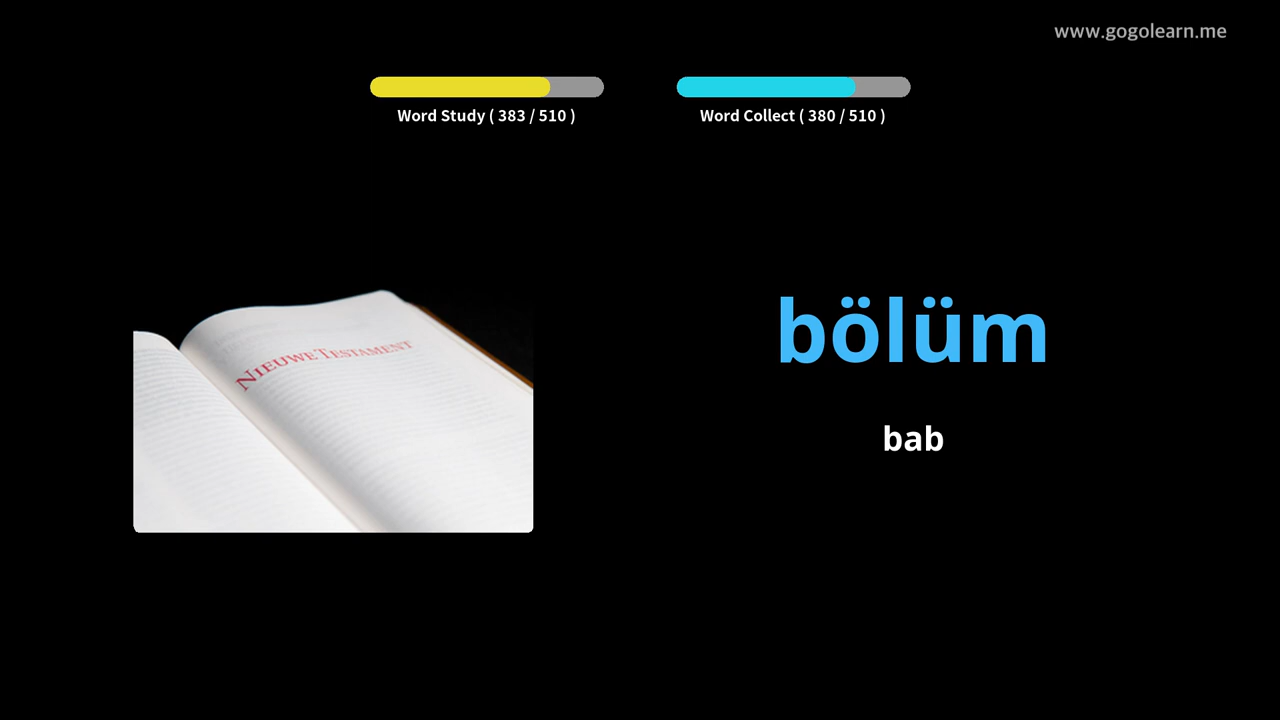 www.gogolearn.me
Word Study ( 383 / 510 )
Word Collect ( 380 / 510 )
NIEUWE TESTAMENT
bölüm
bab